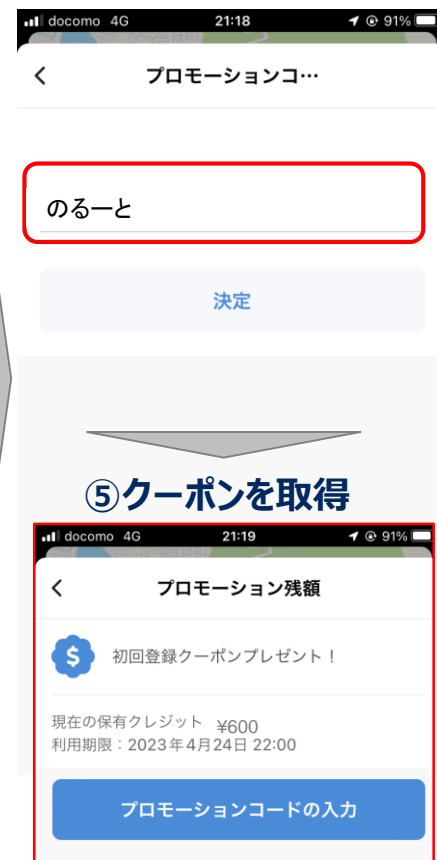 docomo 4G 21:18 91%
プロモーションコ…
のるーと
決定
⑤クーポンを取得
docomo 4G 21:19 91%
プロモーション残額
$ 初回登録クーポンプレゼント！
現在の保有クレジット ¥600
利用期限：2023年4月24日 22:00
プロモーションコードの入力